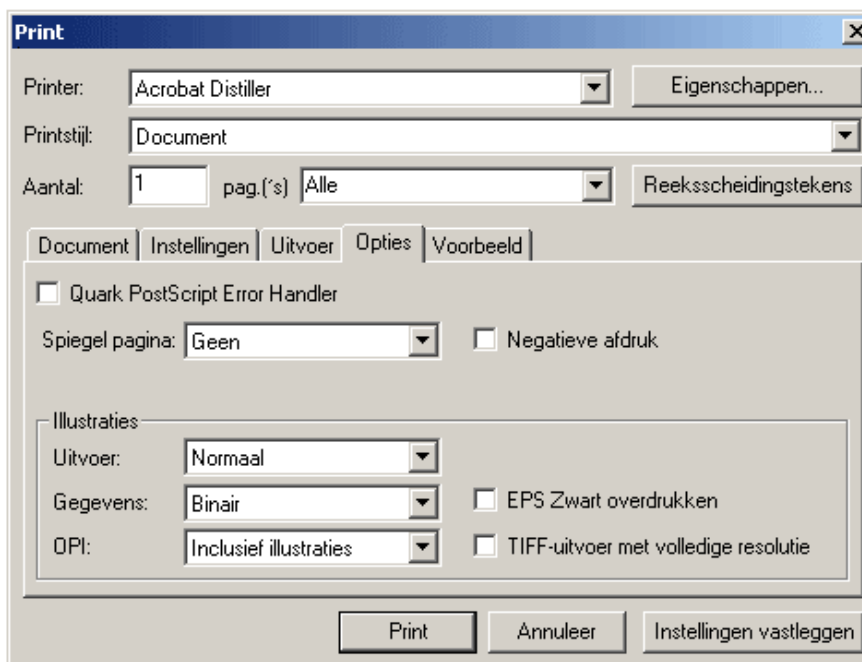 Print
Printer: Acrobat Distiller Eigenschappen...
Printstijl: Document
Aantal: 1 pag.(´s) Alle Reeksscheidingstekens
Document Instellingen Uitvoer Opties Voorbeeld
Quark PostScript Error Handler
Spiegel pagina: Geen Negatieve afdruk
Illustraties
Uitvoer: Normaal
Gegevens: Binair EPS Zwart overdrukken
OPI: Inclusief illustraties TIFF-uitvoer met volledige resolutie
Print Annuleer Instellingen vastleggen